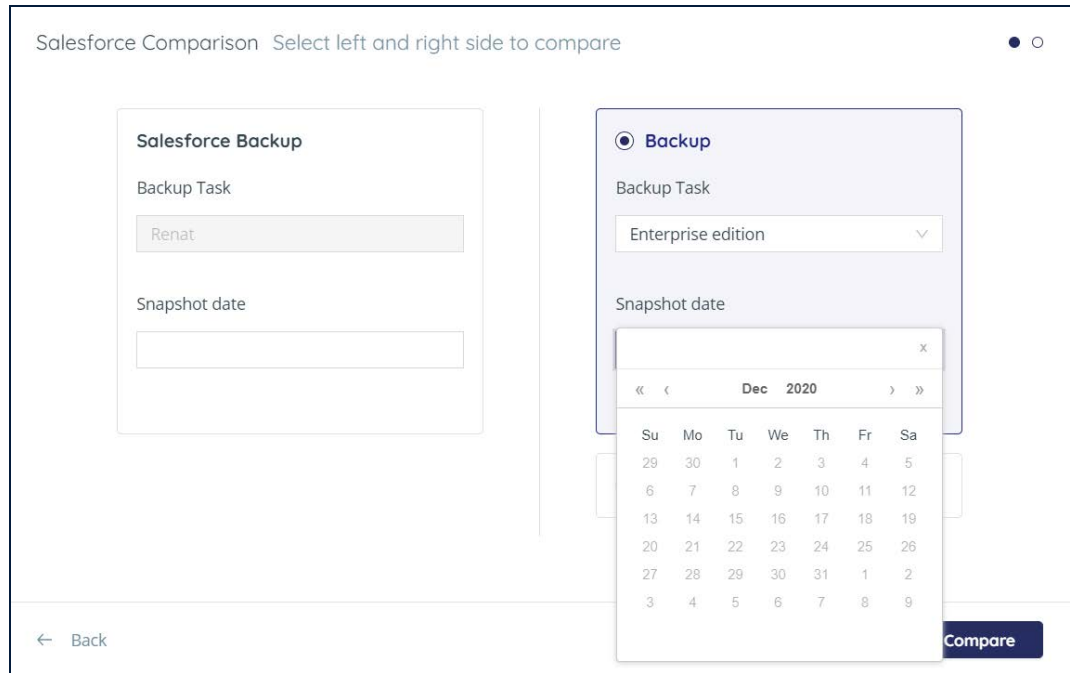 Salesforce Comparison Select left and right side to compare
Salesforce Backup
Backup Task
Renat
Snapshot date
Backup
Backup Task
Enterprise edition
Snapshot date
x
« ‹ Dec 2020 › »
Su Mo Tu We Th Fr Sa
29 30 1 2 3 4 5
6 7 8 9 10 11 12
13 14 15 16 17 18 19
20 21 22 23 24 25 26
27 28 29 30 31 1 2
3 4 5 6 7 8 9
← Back
Compare